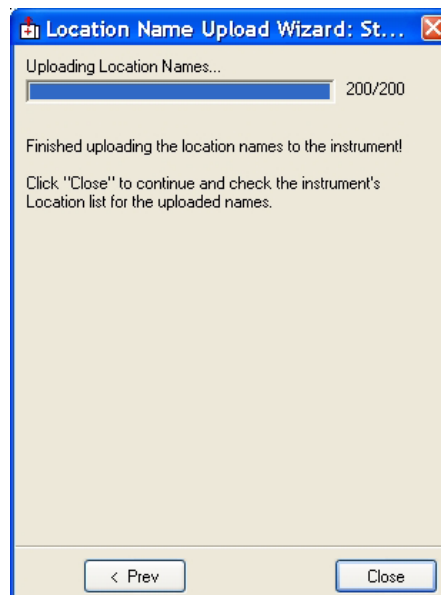 Location Name Upload Wizard: St...
Uploading Location Names...
200/200
Finished uploading the location names to the instrument!
Click "Close" to continue and check the instrument's
Location list for the uploaded names.
< Prev
Close